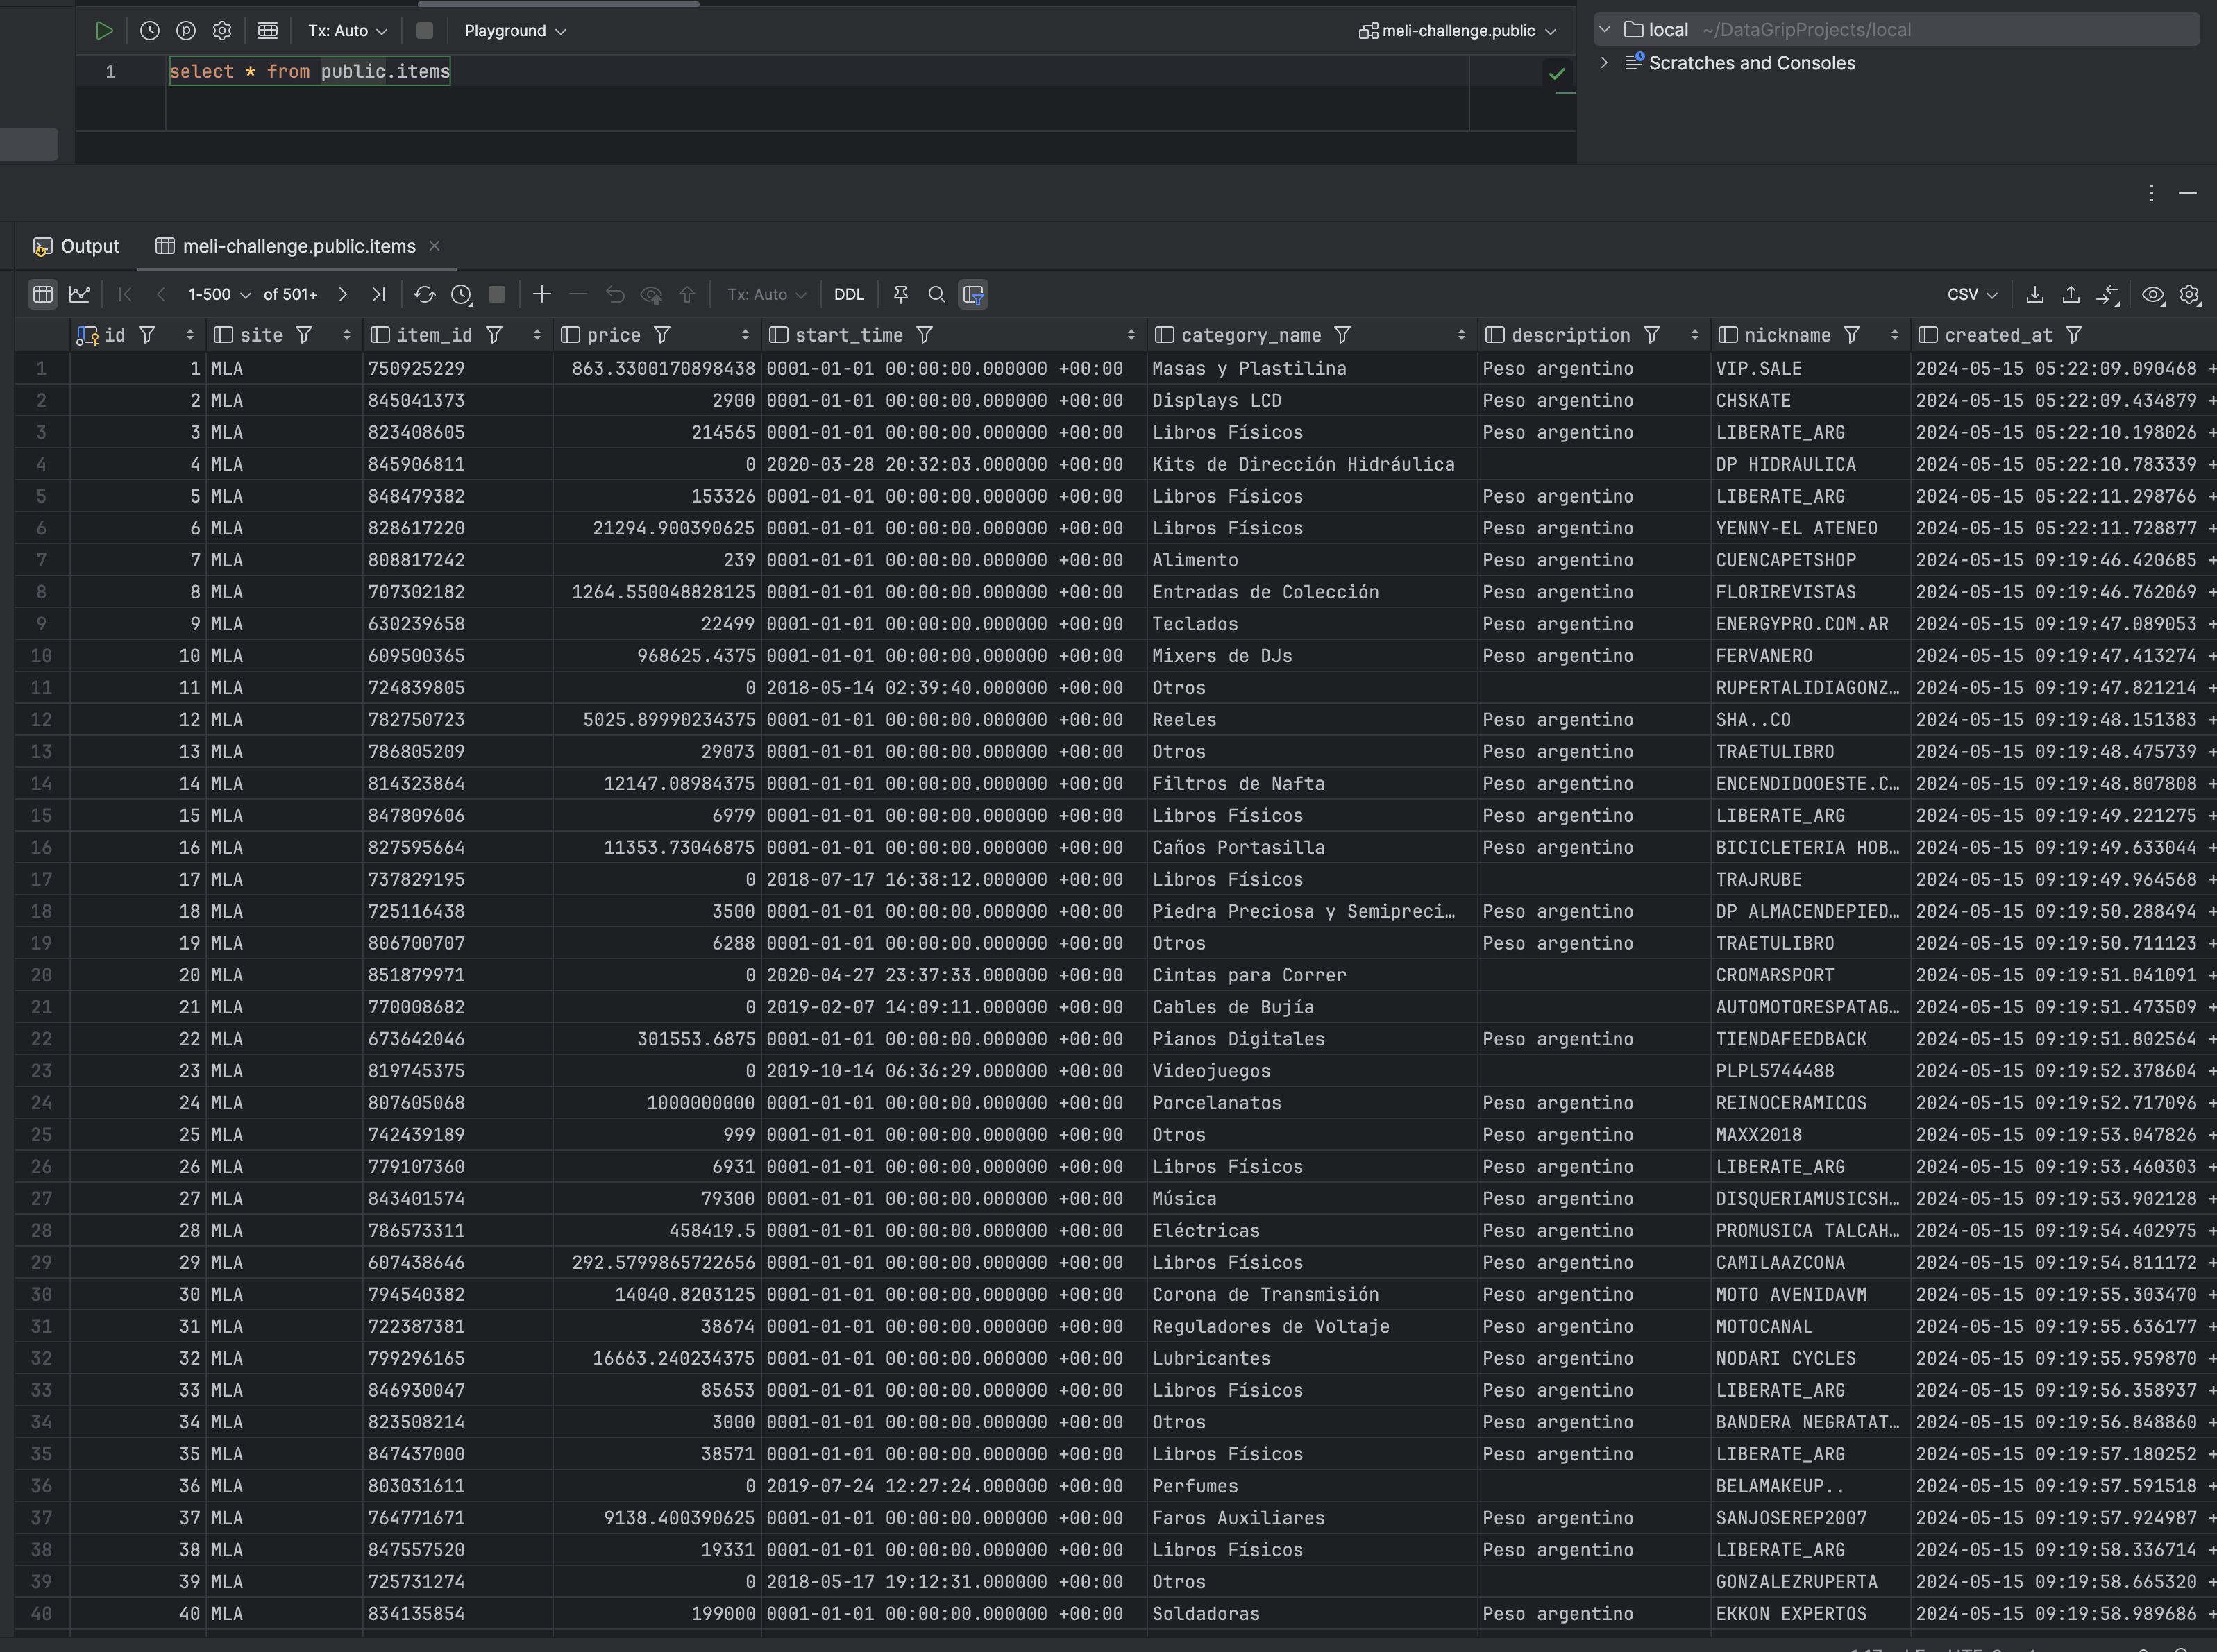 Tx: Auto Playground meli-challenge.public
local ~/DataGripProjects/local
1 select * from public.items
Scratches and Consoles
Output meli-challenge.public.items
1-500 of 501+ Tx: Auto DDL CSV
id site item_id price start_time category_name description nickname created_at
1 1 MLA 750925229 863.3300170898438 0001-01-01 00:00:00.000000 +00:00 Masas y Plastilina Peso argentino VIP.SALE 2024-05-15 05:22:09.090468 +
2 2 MLA 845041373 2900 0001-01-01 00:00:00.000000 +00:00 Displays LCD Peso argentino CHSKATE 2024-05-15 05:22:09.434879 +
3 3 MLA 823408605 214565 0001-01-01 00:00:00.000000 +00:00 Libros Físicos Peso argentino LIBERATE_ARG 2024-05-15 05:22:10.198026 +
4 4 MLA 845906811 0 2020-03-28 20:32:03.000000 +00:00 Kits de Dirección Hidráulica DP HIDRAULICA 2024-05-15 05:22:10.783339 +
5 5 MLA 848479382 153326 0001-01-01 00:00:00.000000 +00:00 Libros Físicos Peso argentino LIBERATE_ARG 2024-05-15 05:22:11.298766 +
6 6 MLA 828617220 21294.900390625 0001-01-01 00:00:00.000000 +00:00 Libros Físicos Peso argentino YENNY-EL ATENEO 2024-05-15 05:22:11.728877 +
7 7 MLA 808817242 239 0001-01-01 00:00:00.000000 +00:00 Alimento Peso argentino CUENCAPETSHOP 2024-05-15 09:19:46.420685 +
8 8 MLA 707302182 1264.550048828125 0001-01-01 00:00:00.000000 +00:00 Entradas de Colección Peso argentino FLORIREVISTAS 2024-05-15 09:19:46.762069 +
9 9 MLA 630239658 22499 0001-01-01 00:00:00.000000 +00:00 Teclados Peso argentino ENERGYPRO.COM.AR 2024-05-15 09:19:47.089053 +
10 10 MLA 609500365 968625.4375 0001-01-01 00:00:00.000000 +00:00 Mixers de DJs Peso argentino FERVANERO 2024-05-15 09:19:47.413274 +
11 11 MLA 724839805 0 2018-05-14 02:39:40.000000 +00:00 Otros RUPERTALIDIAGONZ… 2024-05-15 09:19:47.821214 +
12 12 MLA 782750723 5025.89990234375 0001-01-01 00:00:00.000000 +00:00 Reeles Peso argentino SHA..CO 2024-05-15 09:19:48.151383 +
13 13 MLA 786805209 29073 0001-01-01 00:00:00.000000 +00:00 Otros Peso argentino TRAETULIBRO 2024-05-15 09:19:48.475739 +
14 14 MLA 814323864 12147.08984375 0001-01-01 00:00:00.000000 +00:00 Filtros de Nafta Peso argentino ENCENDIDOOESTE.C… 2024-05-15 09:19:48.807808 +
15 15 MLA 847809606 6979 0001-01-01 00:00:00.000000 +00:00 Libros Físicos Peso argentino LIBERATE_ARG 2024-05-15 09:19:49.221275 +
16 16 MLA 827595664 11353.73046875 0001-01-01 00:00:00.000000 +00:00 Caños Portasilla Peso argentino BICICLETERIA HOB… 2024-05-15 09:19:49.633044 +
17 17 MLA 737829195 0 2018-07-17 16:38:12.000000 +00:00 Libros Físicos TRAJRUBE 2024-05-15 09:19:49.964568 +
18 18 MLA 725116438 3500 0001-01-01 00:00:00.000000 +00:00 Piedra Preciosa y Semipreci… Peso argentino DP ALMACENDEPIED… 2024-05-15 09:19:50.288494 +
19 19 MLA 806700707 6288 0001-01-01 00:00:00.000000 +00:00 Otros Peso argentino TRAETULIBRO 2024-05-15 09:19:50.711123 +
20 20 MLA 851879971 0 2020-04-27 23:37:33.000000 +00:00 Cintas para Correr CROMARSPORT 2024-05-15 09:19:51.041091 +
21 21 MLA 770008682 0 2019-02-07 14:09:11.000000 +00:00 Cables de Bujía AUTOMOTORESPATAG… 2024-05-15 09:19:51.473509 +
22 22 MLA 673642046 301553.6875 0001-01-01 00:00:00.000000 +00:00 Pianos Digitales Peso argentino TIENDAFEEDBACK 2024-05-15 09:19:51.802564 +
23 23 MLA 819745375 0 2019-10-14 06:36:29.000000 +00:00 Videojuegos PLPL5744488 2024-05-15 09:19:52.378604 +
24 24 MLA 807605068 1000000000 0001-01-01 00:00:00.000000 +00:00 Porcelanatos Peso argentino REINOCERAMICOS 2024-05-15 09:19:52.717096 +
25 25 MLA 742439189 999 0001-01-01 00:00:00.000000 +00:00 Otros Peso argentino MAXX2018 2024-05-15 09:19:53.047826 +
26 26 MLA 779107360 6931 0001-01-01 00:00:00.000000 +00:00 Libros Físicos Peso argentino LIBERATE_ARG 2024-05-15 09:19:53.460303 +
27 27 MLA 843401574 79300 0001-01-01 00:00:00.000000 +00:00 Música Peso argentino DISQUERIAMUSICSH… 2024-05-15 09:19:53.902128 +
28 28 MLA 786573311 458419.5 0001-01-01 00:00:00.000000 +00:00 Eléctricas Peso argentino PROMUSICA TALCAH… 2024-05-15 09:19:54.402975 +
29 29 MLA 607438646 292.5799865722656 0001-01-01 00:00:00.000000 +00:00 Libros Físicos Peso argentino CAMILAAZCONA 2024-05-15 09:19:54.811172 +
30 30 MLA 794540382 14040.8203125 0001-01-01 00:00:00.000000 +00:00 Corona de Transmisión Peso argentino MOTO AVENIDAVM 2024-05-15 09:19:55.303470 +
31 31 MLA 722387381 38674 0001-01-01 00:00:00.000000 +00:00 Reguladores de Voltaje Peso argentino MOTOCANAL 2024-05-15 09:19:55.636177 +
32 32 MLA 799296165 16663.240234375 0001-01-01 00:00:00.000000 +00:00 Lubricantes Peso argentino NODARI CYCLES 2024-05-15 09:19:55.959870 +
33 33 MLA 846930047 85653 0001-01-01 00:00:00.000000 +00:00 Libros Físicos Peso argentino LIBERATE_ARG 2024-05-15 09:19:56.358937 +
34 34 MLA 823508214 3000 0001-01-01 00:00:00.000000 +00:00 Otros Peso argentino BANDERA NEGRATAT… 2024-05-15 09:19:56.848860 +
35 35 MLA 847437000 38571 0001-01-01 00:00:00.000000 +00:00 Libros Físicos Peso argentino LIBERATE_ARG 2024-05-15 09:19:57.180252 +
36 36 MLA 803031611 0 2019-07-24 12:27:24.000000 +00:00 Perfumes BELAMAKEUP.. 2024-05-15 09:19:57.591518 +
37 37 MLA 764771671 9138.400390625 0001-01-01 00:00:00.000000 +00:00 Faros Auxiliares Peso argentino SANJOSEREP2007 2024-05-15 09:19:57.924987 +
38 38 MLA 847557520 19331 0001-01-01 00:00:00.000000 +00:00 Libros Físicos Peso argentino LIBERATE_ARG 2024-05-15 09:19:58.336714 +
39 39 MLA 725731274 0 2018-05-17 19:12:31.000000 +00:00 Otros GONZALEZRUPERTA 2024-05-15 09:19:58.665320 +
40 40 MLA 834135854 199000 0001-01-01 00:00:00.000000 +00:00 Soldadoras Peso argentino EKKON EXPERTOS 2024-05-15 09:19:58.989686 +